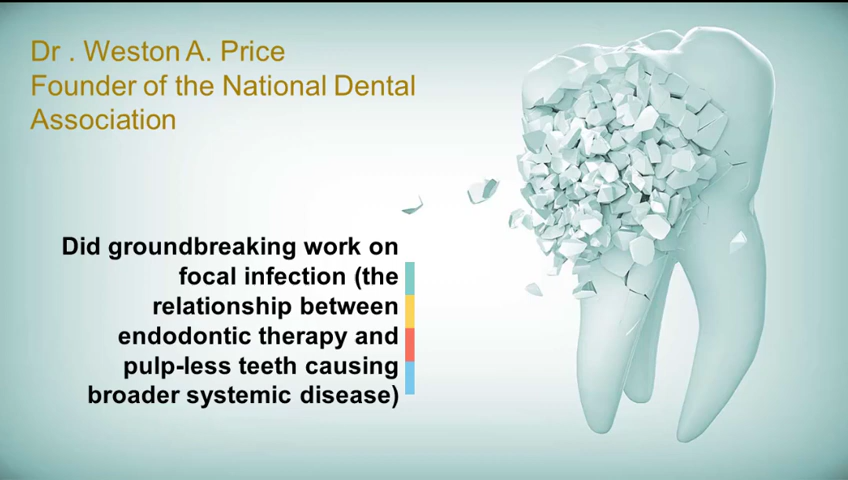 Dr . Weston A. Price
Founder of the National Dental
Association
Did groundbreaking work on
focal infection (the
relationship between
endodontic therapy and
pulp-less teeth causing
broader systemic disease)